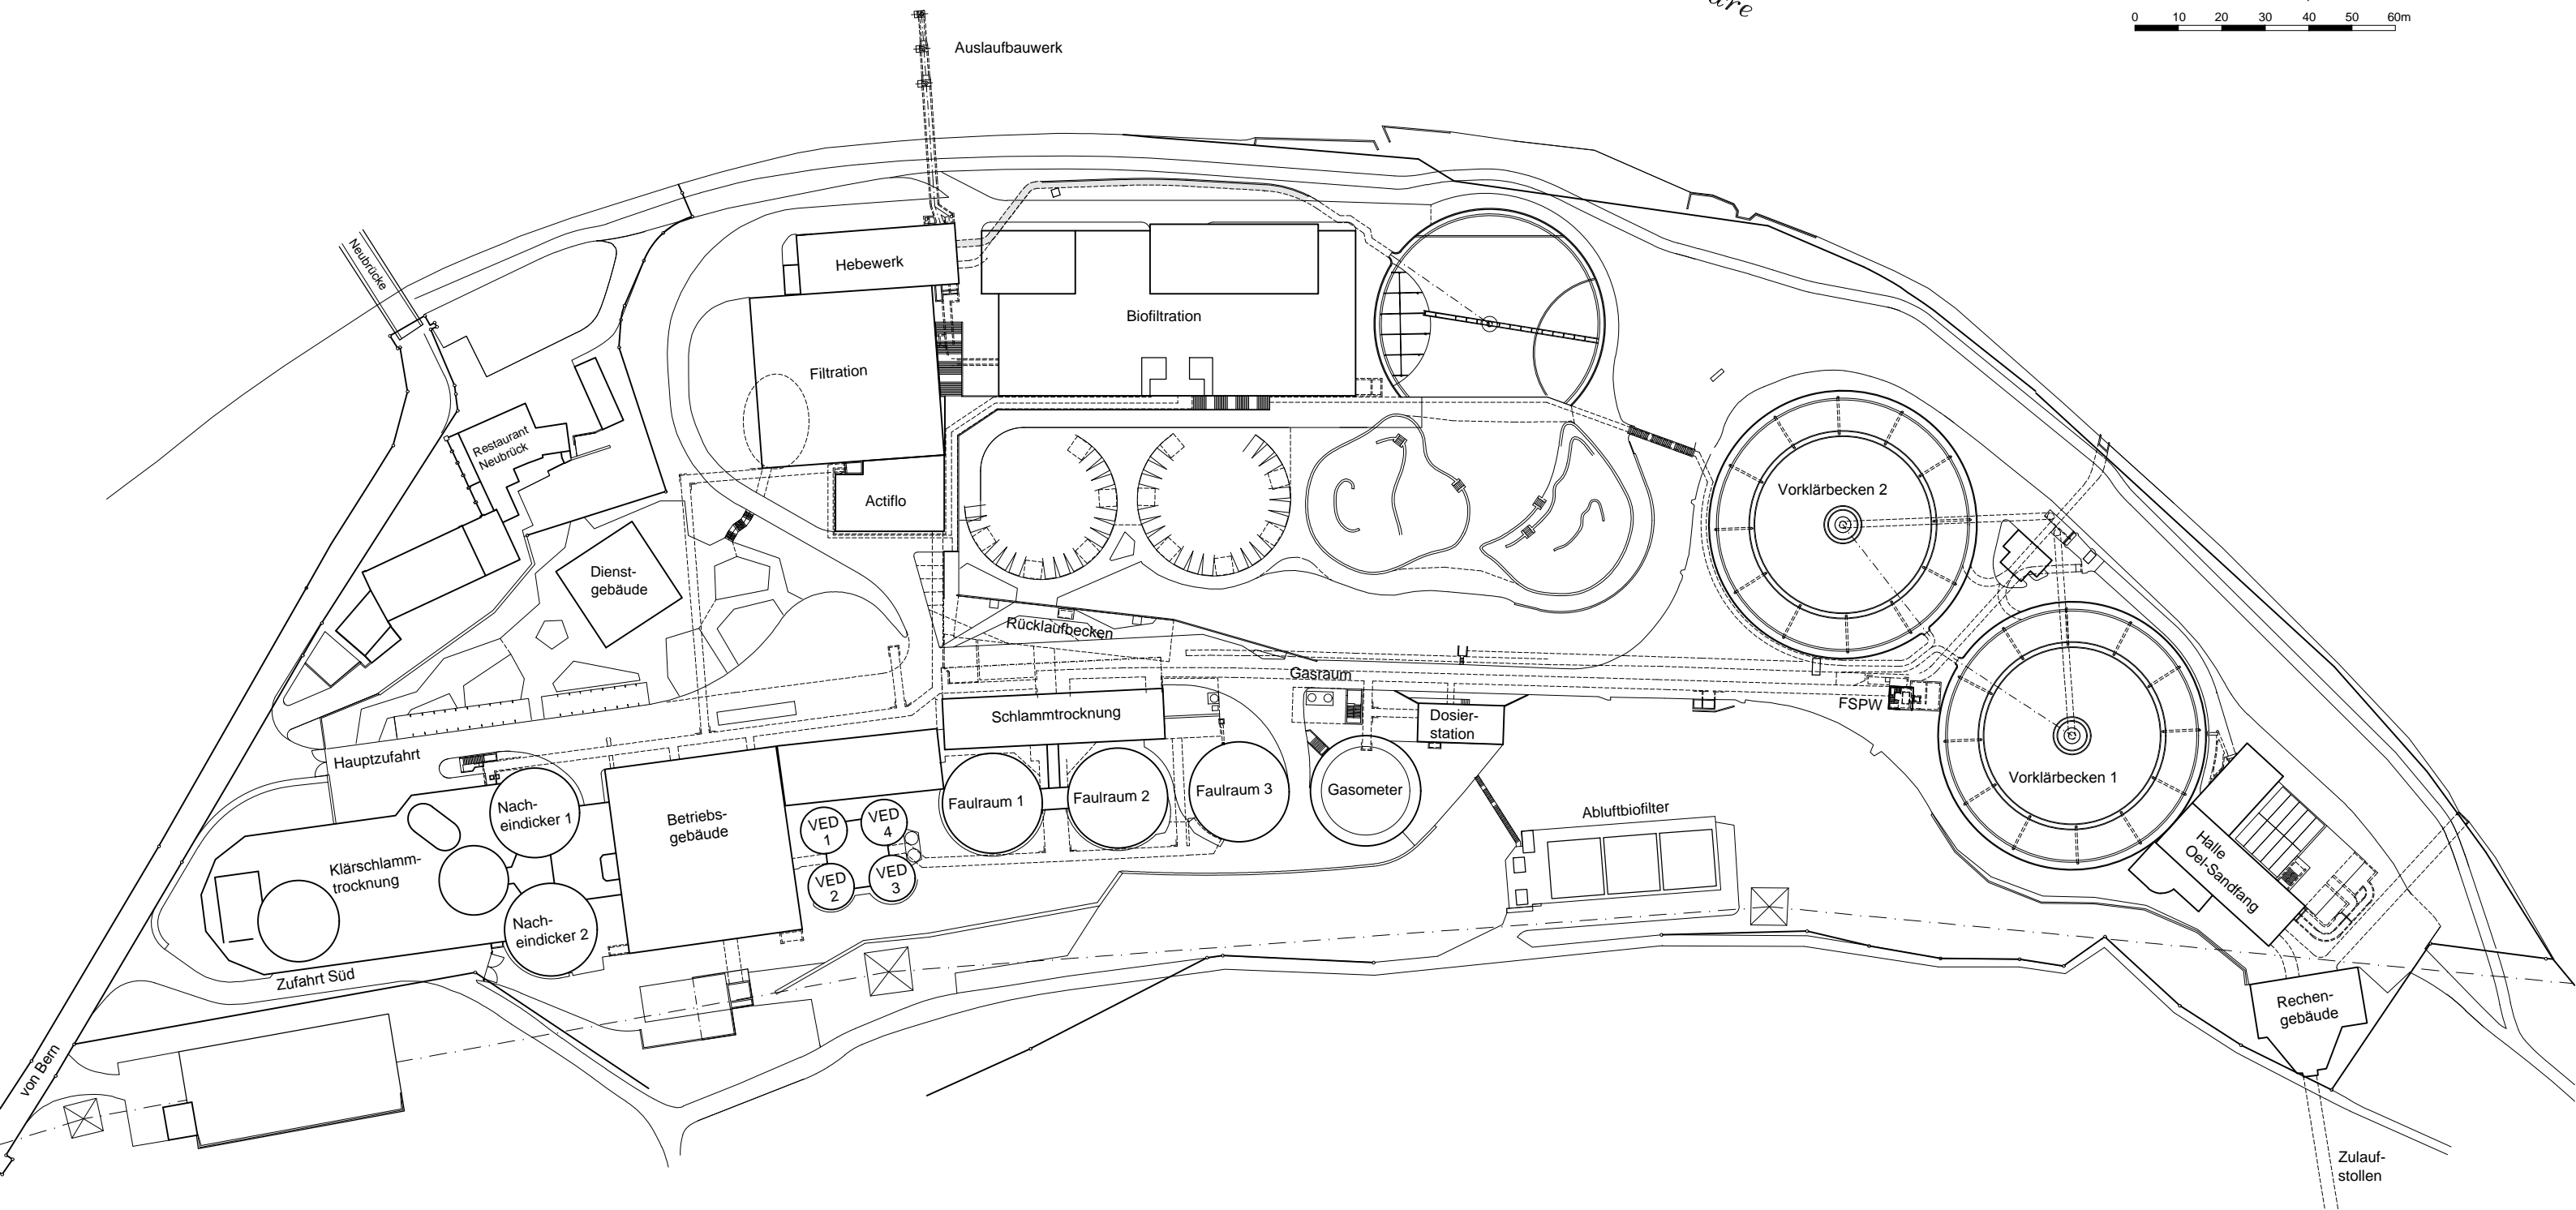 0 10 20 30 40 50 60m
Auslaufbauwerk
Neubrücke
Hebewerk
Biofiltration
Filtration
Restaurant
Neubrück
Actiflo
Vorklärbecken 2
Dienst-
gebäude
Rücklaufbecken
Gasraum
FSPW
Schlammtrocknung
Dosier-
station
Hauptzufahrt
Vorklärbecken 1
Nach-
eindicker 1
Faulraum 1
Faulraum 2
Faulraum 3
Gasometer
Abluftbiofilter
Betriebs-
gebäude
VED
1
VED
4
VED
2
VED
3
Klärschlamm-
trocknung
Halle
Oel-Sandfang
Nach-
eindicker 2
Zufahrt Süd
Rechen-
gebäude
von Bern
Zulauf-
stollen